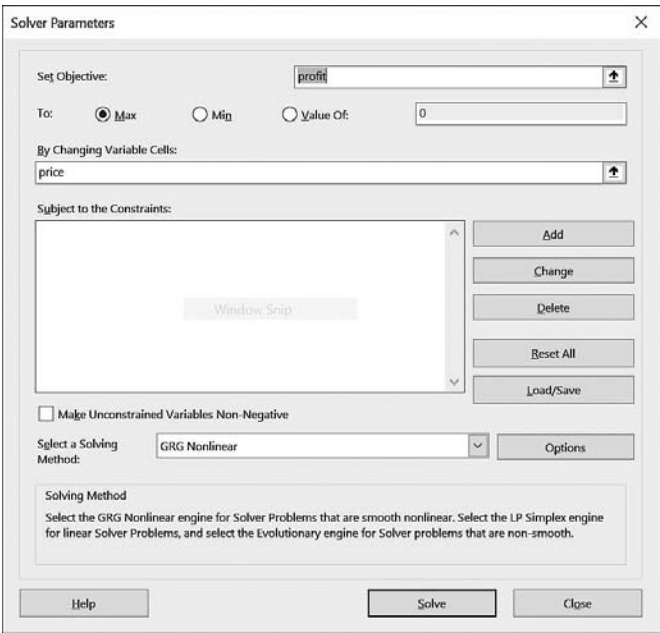 Solver Parameters
Set Objective: profit
To: Max Min Value Of: 0
By Changing Variable Cells:
price
Subject to the Constraints:
Add
Change
Window Snip
Delete
Reset All
Load/Save
Make Unconstrained Variables Non-Negative
Select a Solving
Method:
GRG Nonlinear
Options
Solving Method
Select the GRG Nonlinear engine for Solver Problems that are smooth nonlinear. Select the LP Simplex engine
for linear Solver Problems, and select the Evolutionary engine for Solver problems that are non-smooth.
Help Solve Close